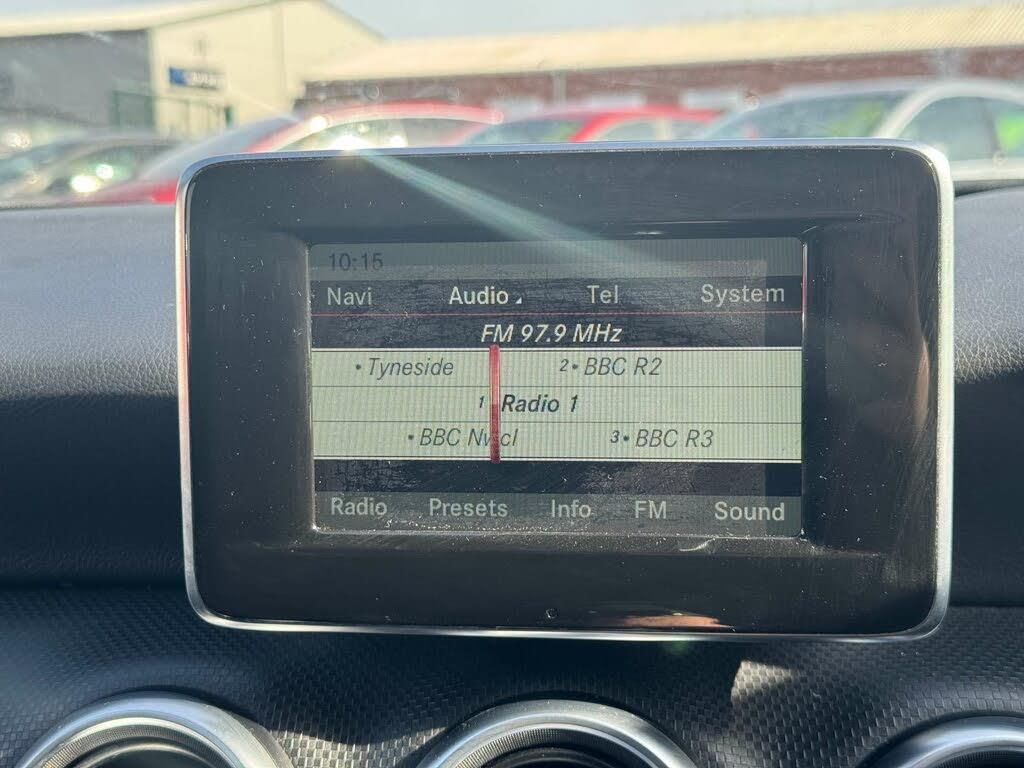 10:15
Navi Audio Tel System
FM 97.9 MHz
• Tyneside 2 • BBC R2
1 Radio 1
• BBC Nwcl 3 • BBC R3
Radio Presets Info FM Sound